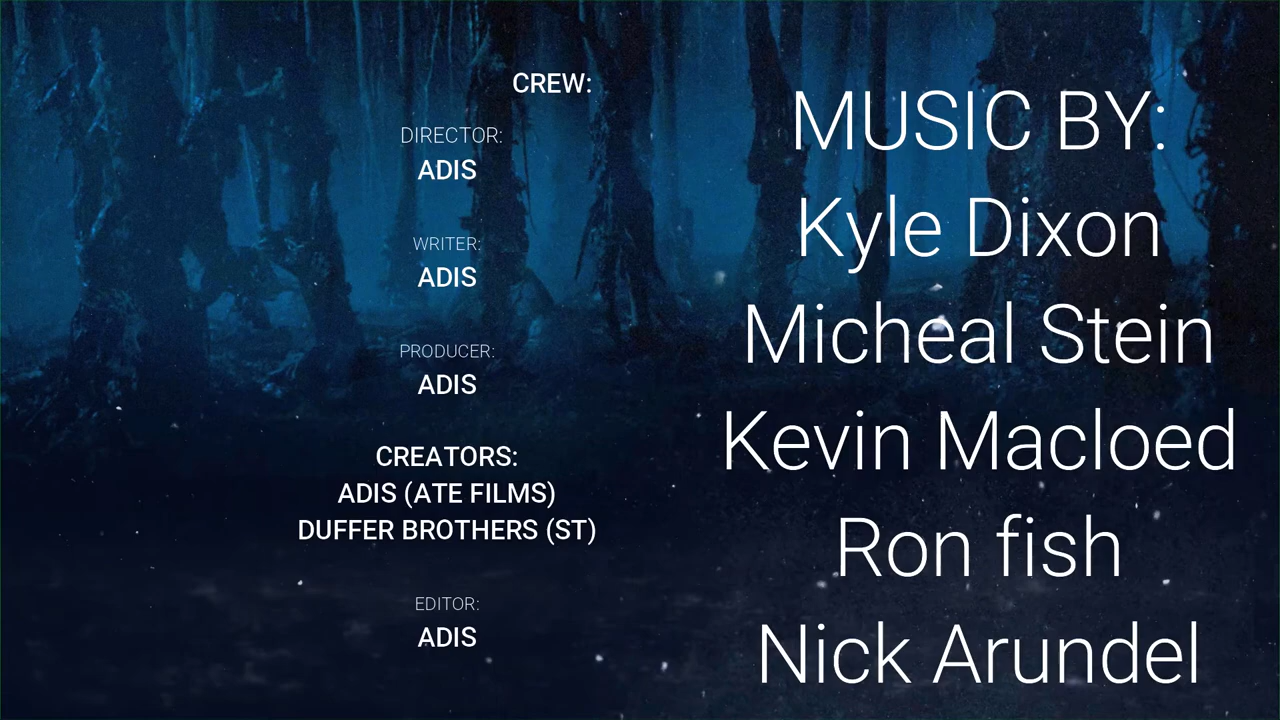 CREW:
DIRECTOR:
ADIS
WRITER:
ADIS
PRODUCER:
ADIS
CREATORS:
ADIS (ATE FILMS)
DUFFER BROTHERS (ST)
EDITOR:
ADIS
MUSIC BY:
Kyle Dixon
Micheal Stein
Kevin Macloed
Ron fish
Nick Arundel